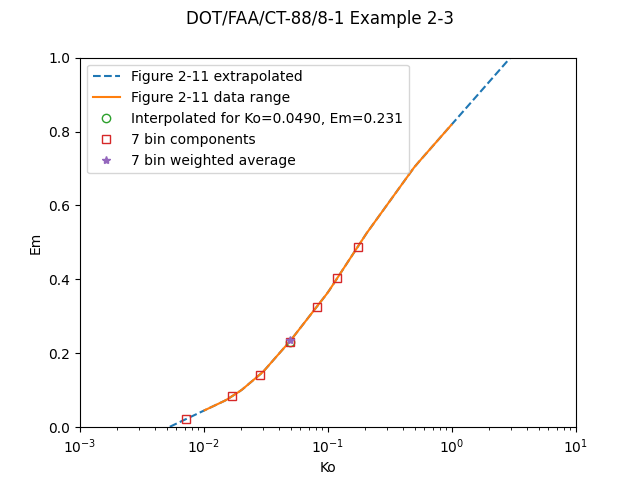 DOT/FAA/CT-88/8-1 Example 2-3
Figure 2-11 extrapolated
Figure 2-11 data range
Interpolated for Ko=0.0490, Em=0.231
7 bin components
7 bin weighted average
Em
1.0
0.8
0.6
0.4
0.2
0.0
10⁻³ 10⁻² 10⁻¹ 10⁰ 10¹
Ko